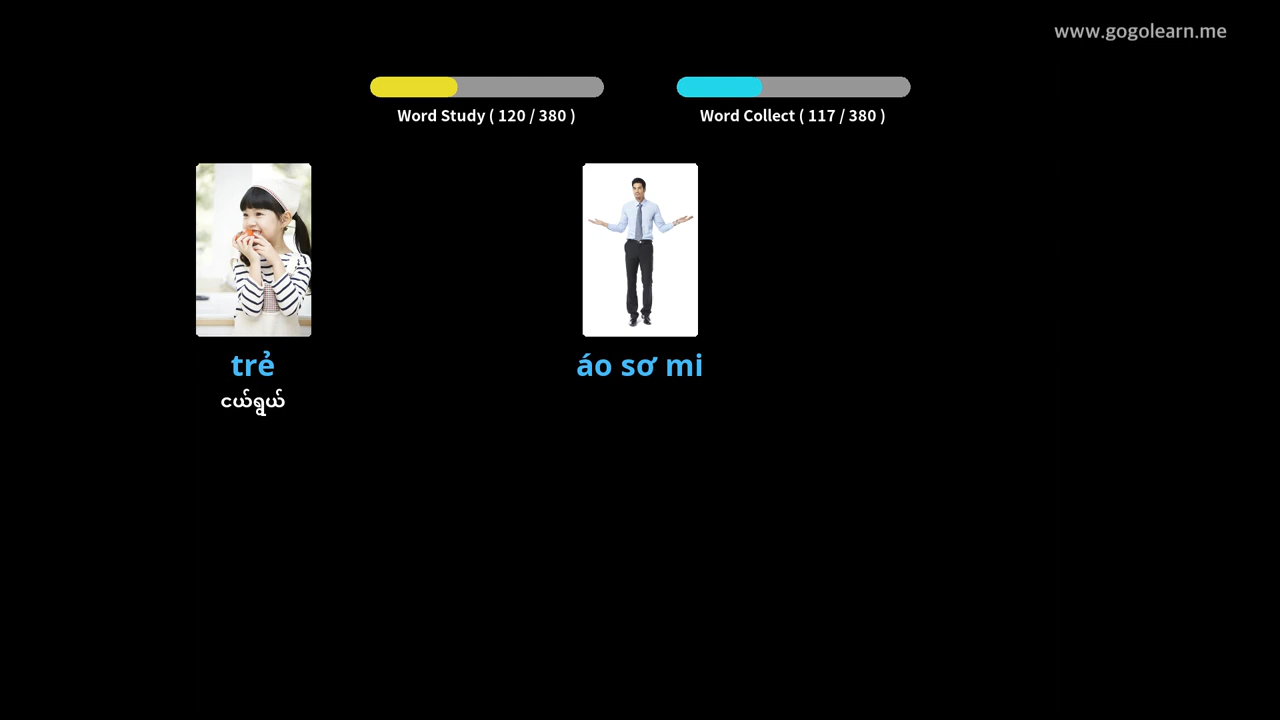 www.gogolearn.me
Word Study ( 120 / 380 )
Word Collect ( 117 / 380 )
trẻ
áo sơ mi
ငယ်ရွယ်